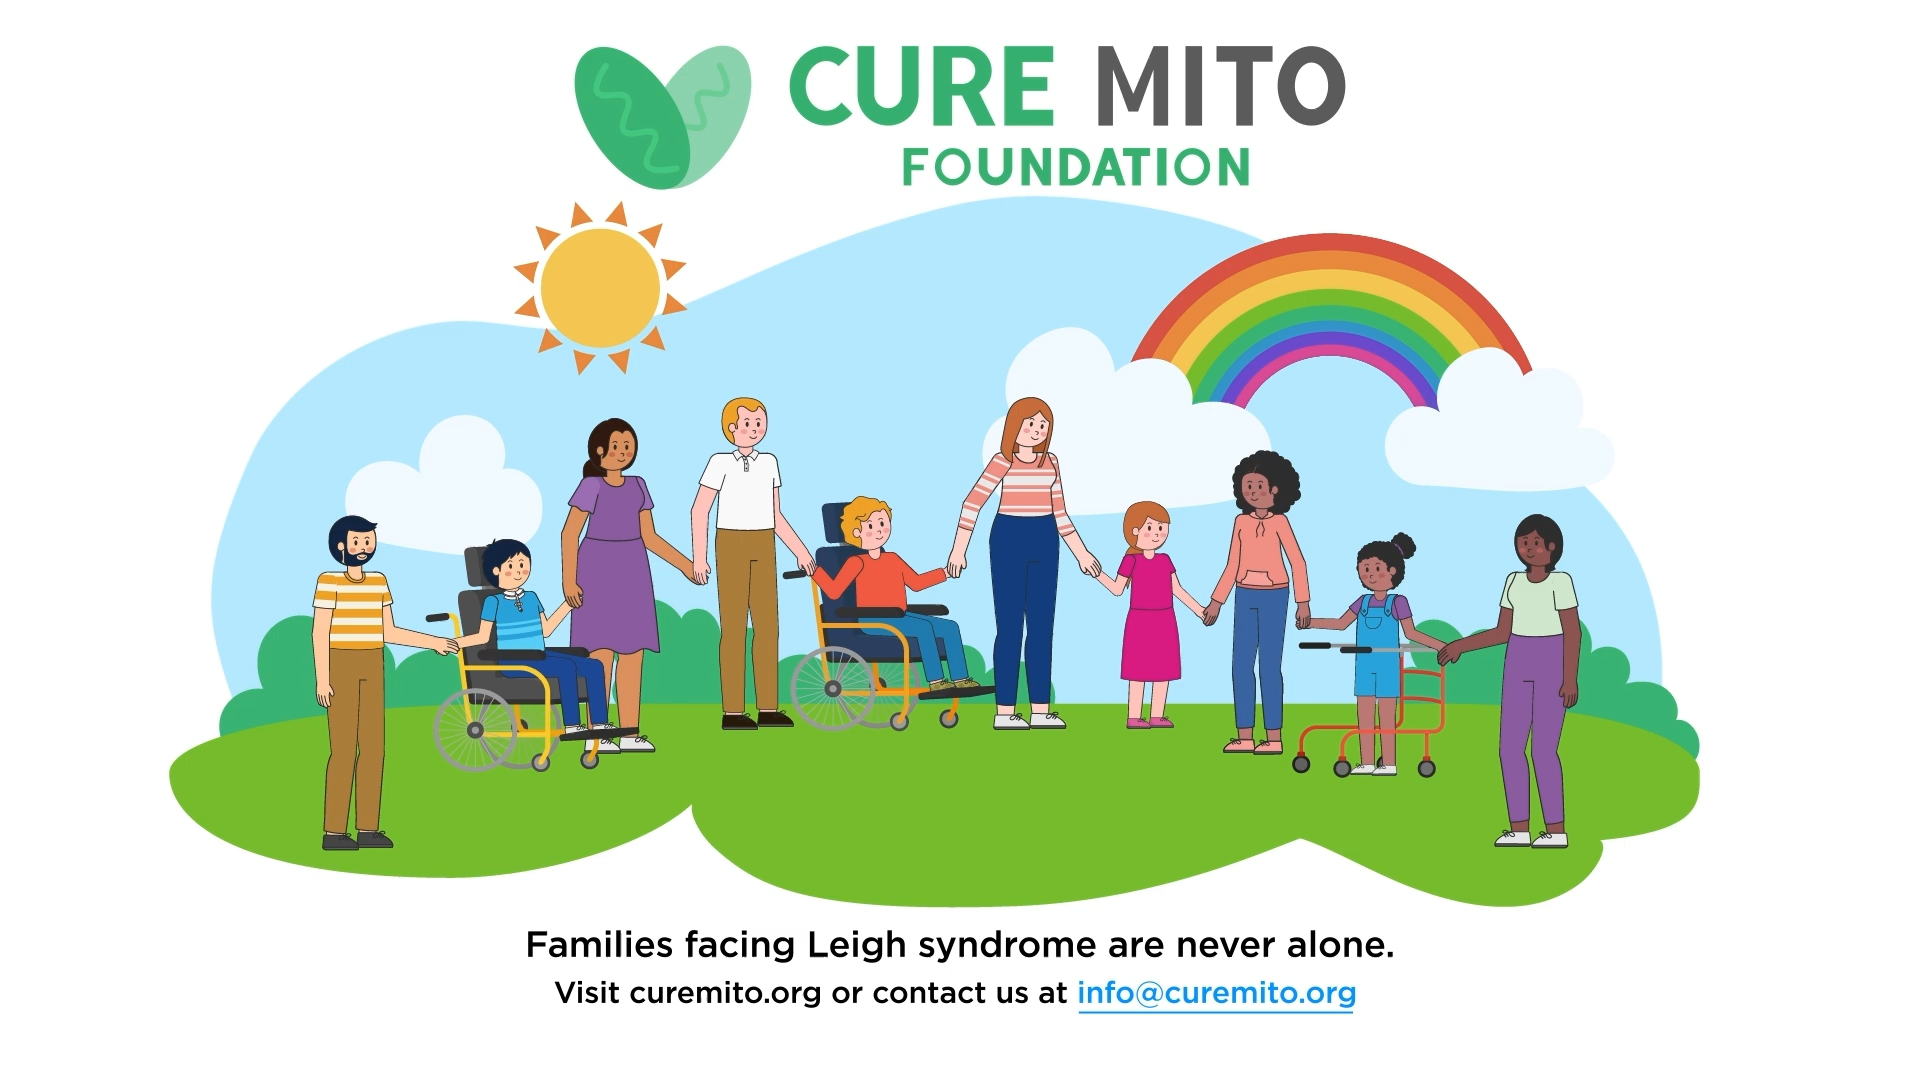 CURE MITO
FOUNDATION
Families facing Leigh syndrome are never alone.
Visit curemito.org or contact us at info@curemito.org